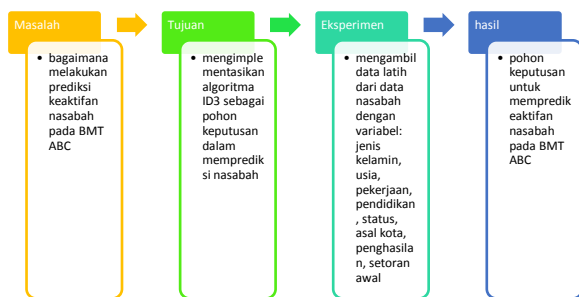 Masalah
• bagaimana
melakukan
prediksi
keaktifan
nasabah
pada BMT
ABC
Tujuan
• mengimple
mentasikan
algoritma
ID3 sebagai
pohon
keputusan
dalam
mempredik
si nasabah
Eksperimen
• mengambil
data latih
dari data
nasabah
dengan
variabel:
jenis
kelamin,
usia,
pekerjaan,
pendidikan
, status,
asal kota,
penghasila
n, setoran
awal
hasil
• pohon
keputusan
untuk
mempredik
eaktifan
nasabah
pada BMT
ABC